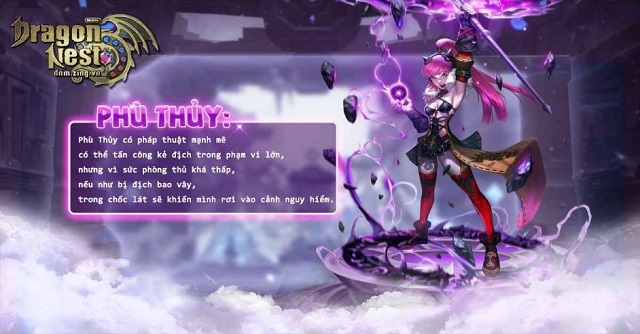 Dragon
Nest
dnm.zing.vn
PHÙ THỦY:
Phù Thủy có pháp thuật mạnh mẽ
có thể tấn công kẻ địch trong phạm vi lớn,
nhưng vì sức phòng thủ khá thấp,
nếu như bị địch bao vây,
trong chốc lát sẽ khiến mình rơi vào cảnh nguy hiểm.